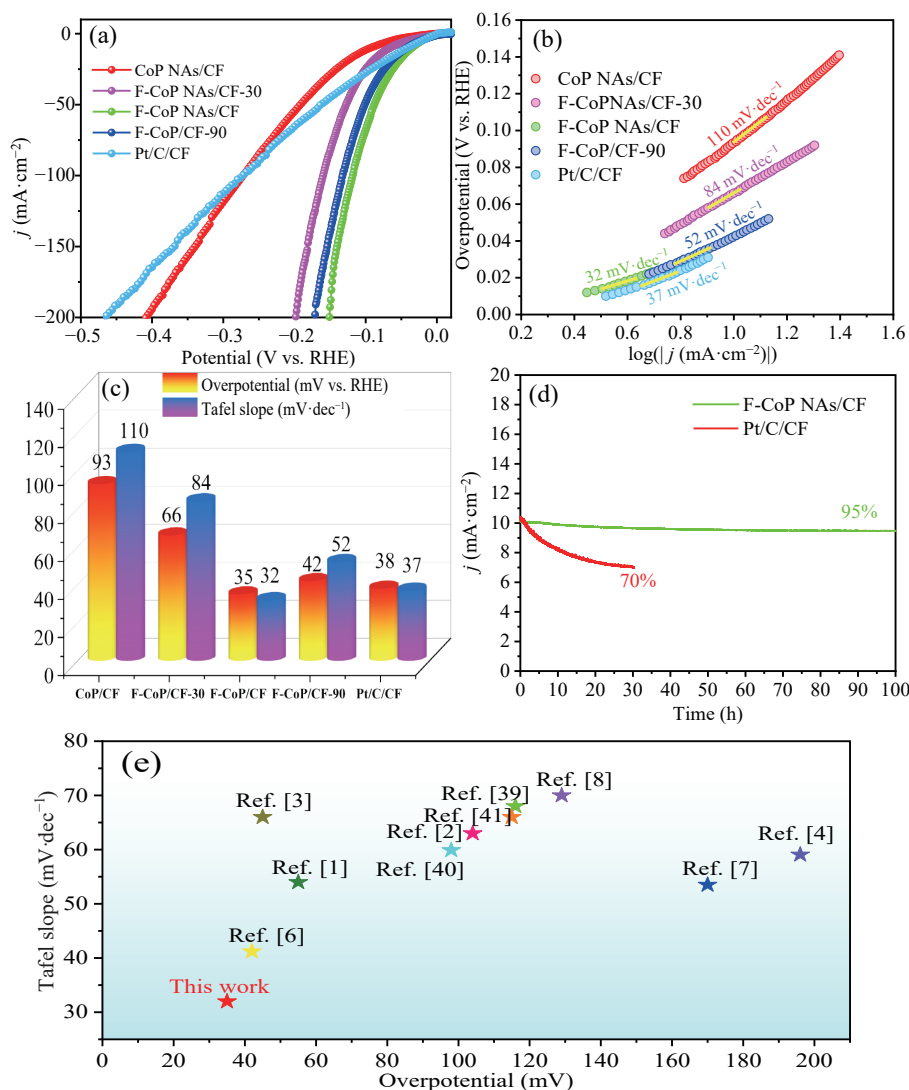 (a)
CoP NAs/CF
F-CoP NAs/CF-30
F-CoP NAs/CF
F-CoP/CF-90
Pt/C/CF
0
−50
−100
−150
−200
j (mA·cm⁻²)
−0.5
−0.4
−0.3
−0.2
−0.1
0.0
Potential (V vs. RHE)
(b)
CoP NAs/CF
F-CoPNAs/CF-30
F-CoP NAs/CF
F-CoP/CF-90
Pt/C/CF
110 mV·dec⁻¹
84 mV·dec⁻¹
52 mV·dec⁻¹
32 mV·dec⁻¹
37 mV·dec⁻¹
0.16
0.14
0.12
0.10
0.08
0.06
0.04
0.02
0.00
Overpotential (V vs. RHE)
0.2
0.4
0.6
0.8
1.0
1.2
1.4
1.6
log(| j (mA·cm⁻²)|)
(c)
Overpotential (mV vs. RHE)
Tafel slope (mV·dec⁻¹)
140
120
100
80
60
40
20
0
93
110
66
84
35
32
42
52
38
37
CoP/CF
F-CoP/CF-30
F-CoP/CF
F-CoP/CF-90
Pt/C/CF
(d)
F-CoP NAs/CF
Pt/C/CF
95%
70%
20
18
16
14
12
10
8
6
4
2
0
j (mA·cm⁻²)
0
10
20
30
40
50
60
70
80
90
100
Time (h)
(e)
Ref. [3]
Ref. [39]
Ref. [8]
Ref. [41]
Ref. [2]
Ref. [4]
Ref. [1]
Ref. [40]
Ref. [7]
Ref. [6]
This work
80
70
60
50
40
30
Tafel slope (mV·dec⁻¹)
0
20
40
60
80
100
120
140
160
180
200
Overpotential (mV)